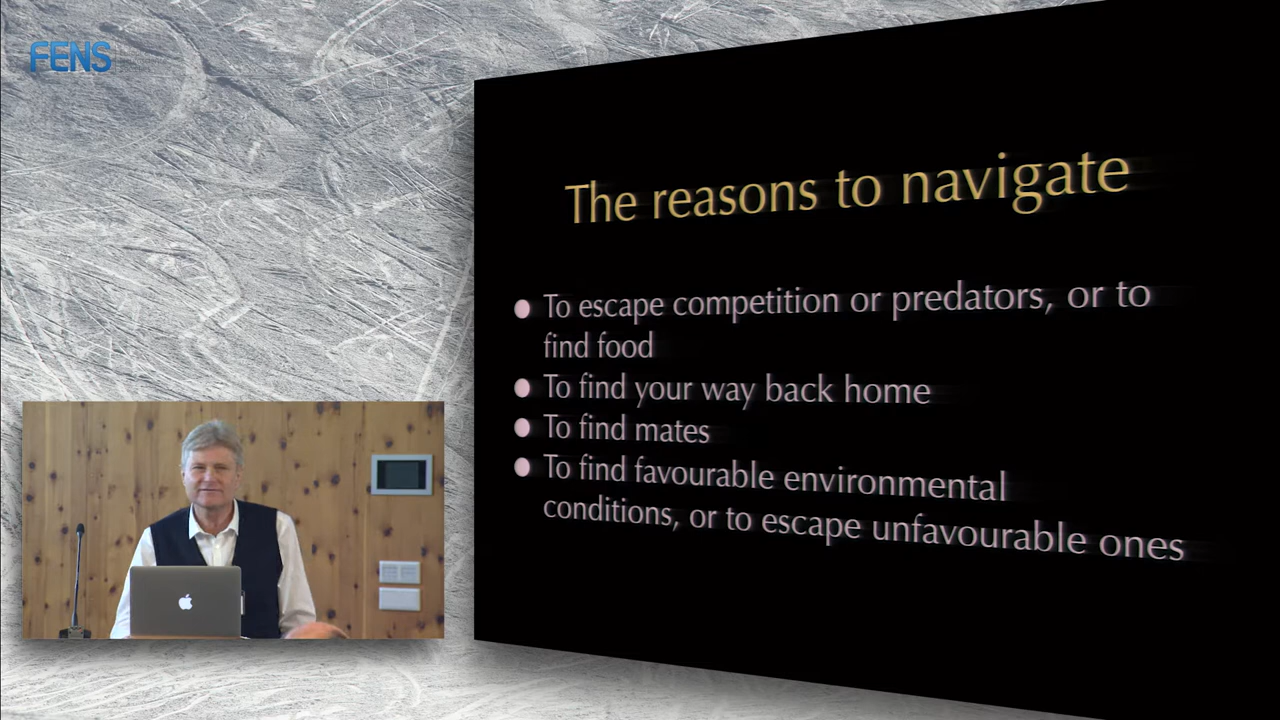 FENS
The reasons to navigate
To escape competition or predators, or to
find food
To find your way back home
To find mates
To find favourable environmental
conditions, or to escape unfavourable ones